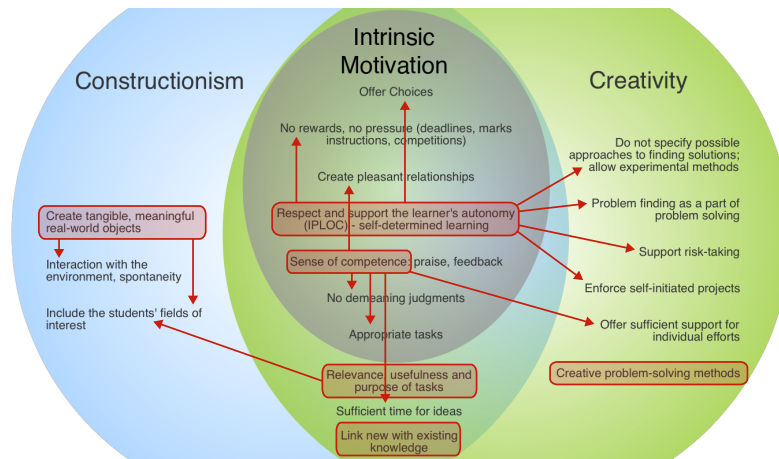 Intrinsic
Motivation
Constructionism
Creativity
Offer Choices
No rewards, no pressure (deadlines, marks
instructions, competitions)
Create pleasant relationships
Respect and support the learner's autonomy
(IPLOC) - self-determined learning
Sense of competence: praise, feedback
No demeaning judgments
Appropriate tasks
Relevance, usefulness and
purpose of tasks
Sufficient time for ideas
Link new with existing
knowledge
Create tangible, meaningful
real-world objects
Interaction with the
environment, spontaneity
Include the students' fields of
interest
Do not specify possible
approaches to finding solutions;
allow experimental methods
Problem finding as a part of
problem solving
Support risk-taking
Enforce self-initiated projects
Offer sufficient support for
individual efforts
Creative problem-solving methods